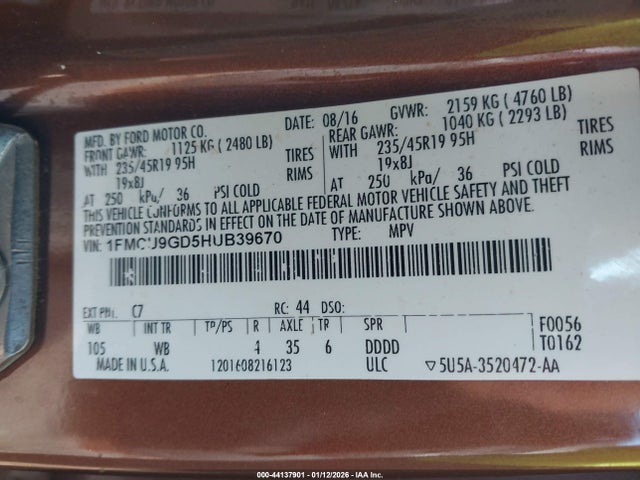 MFD. BY FORD MOTOR CO. DATE: 08/16 GVWR: 2159 KG ( 4760 LB)
FRONT GAWR: 1125 KG ( 2480 LB) REAR GAWR: 1040 KG ( 2293 LB)
WITH 235/45R19 95H TIRES WITH 235/45R19 95H TIRES
19x8J RIMS 19x8J RIMS
AT 250 kPa/ 36 PSI COLD AT 250 kPa/ 36 PSI COLD
THIS VEHICLE CONFORMS TO ALL APPLICABLE FEDERAL MOTOR VEHICLE SAFETY AND THEFT
PREVENTION STANDARDS IN EFFECT ON THE DATE OF MANUFACTURE SHOWN ABOVE.
VIN: 1FMCU9GD5HUB39670 TYPE: MPV
EXT PNT: C7 RC: 44 DSO:
WB INT TR TP/PS R AXLE TR SPR F0056
105 WB 4 35 6 DDDD T0162
MADE IN U.S.A. 1201608216123 ULC ▽ 5U5A-3520472-AA
000-44137901 - 01/12/2026 - IAA Inc.